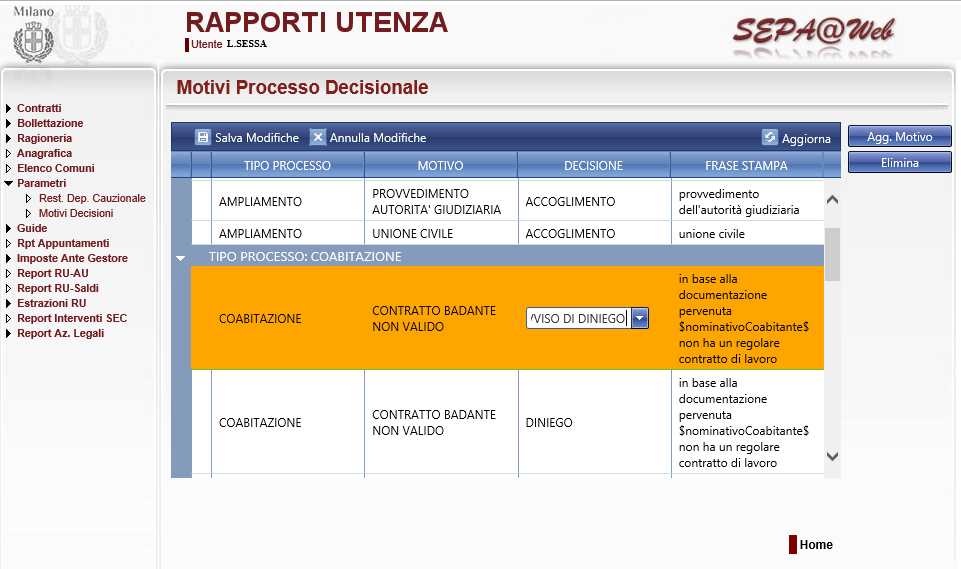 Milano
RAPPORTI UTENZA
Utente L.SESSA
SEPA@Web
Motivi Processo Decisionale
Contratti
Bollettazione
Ragioneria
Anagrafica
Elenco Comuni
Parametri
Rest. Dep. Cauzionale
Motivi Decisioni
Guide
Rpt Appuntamenti
Imposte Ante Gestore
Report RU-AU
Report RU-Saldi
Estrazioni RU
Report Interventi SEC
Report Az. Legali
Salva Modifiche Annulla Modifiche Aggiorna
Agg. Motivo
Elimina
TIPO PROCESSO MOTIVO DECISIONE FRASE STAMPA
AMPLIAMENTO
PROVVEDIMENTO
AUTORITA' GIUDIZIARIA
ACCOGLIMENTO
provvedimento
dell'autorità giudiziaria
AMPLIAMENTO UNIONE CIVILE ACCOGLIMENTO unione civile
TIPO PROCESSO: COABITAZIONE
COABITAZIONE
CONTRATTO BADANTE
NON VALIDO
VISO DI DINIEGO
in base alla
documentazione
pervenuta
$nominativoCoabitante$
non ha un regolare
contratto di lavoro
COABITAZIONE
CONTRATTO BADANTE
NON VALIDO
DINIEGO
in base alla
documentazione
pervenuta
$nominativoCoabitante$
non ha un regolare
contratto di lavoro
Home